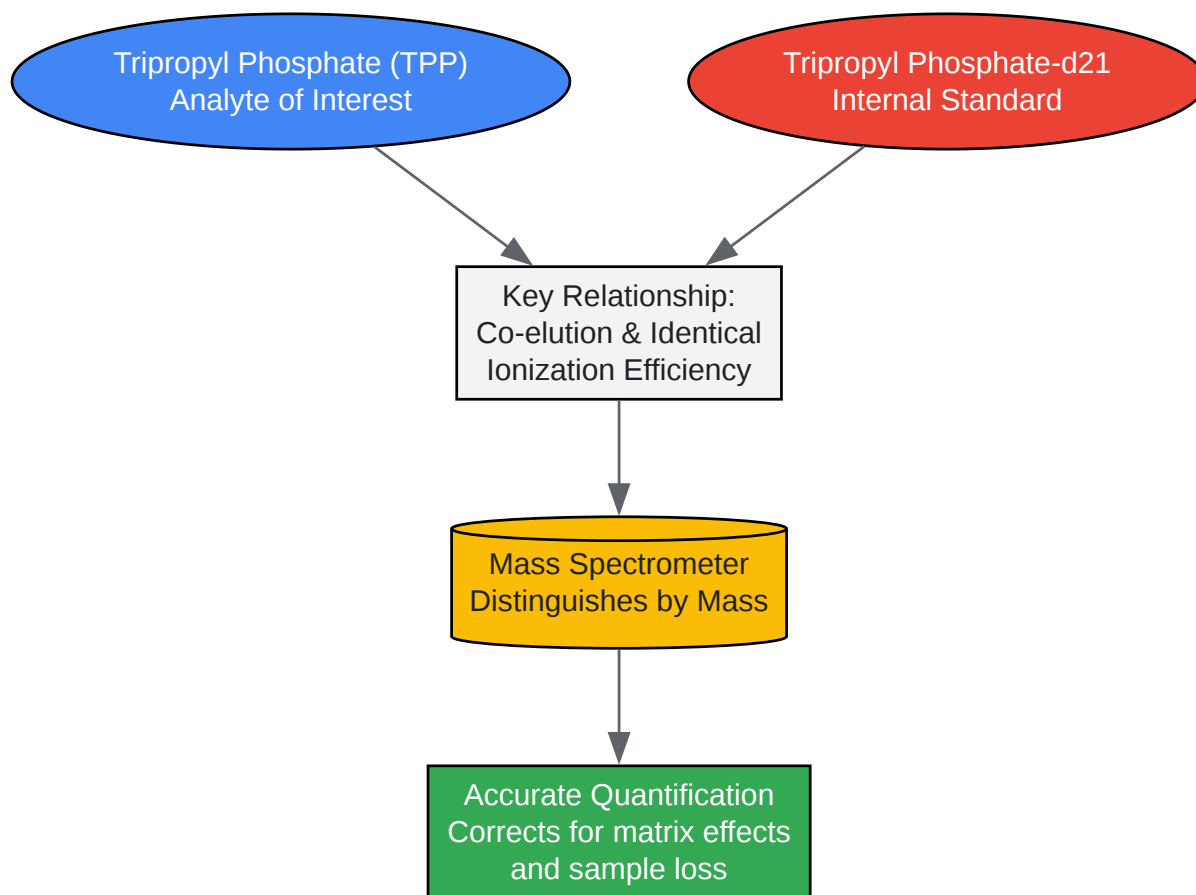 Tripropyl Phosphate (TPP)
Analyte of Interest
Tripropyl Phosphate-d21
Internal Standard
Key Relationship:
Co-elution & Identical
Ionization Efficiency
Mass Spectrometer
Distinguishes by Mass
Accurate Quantification
Corrects for matrix effects
and sample loss